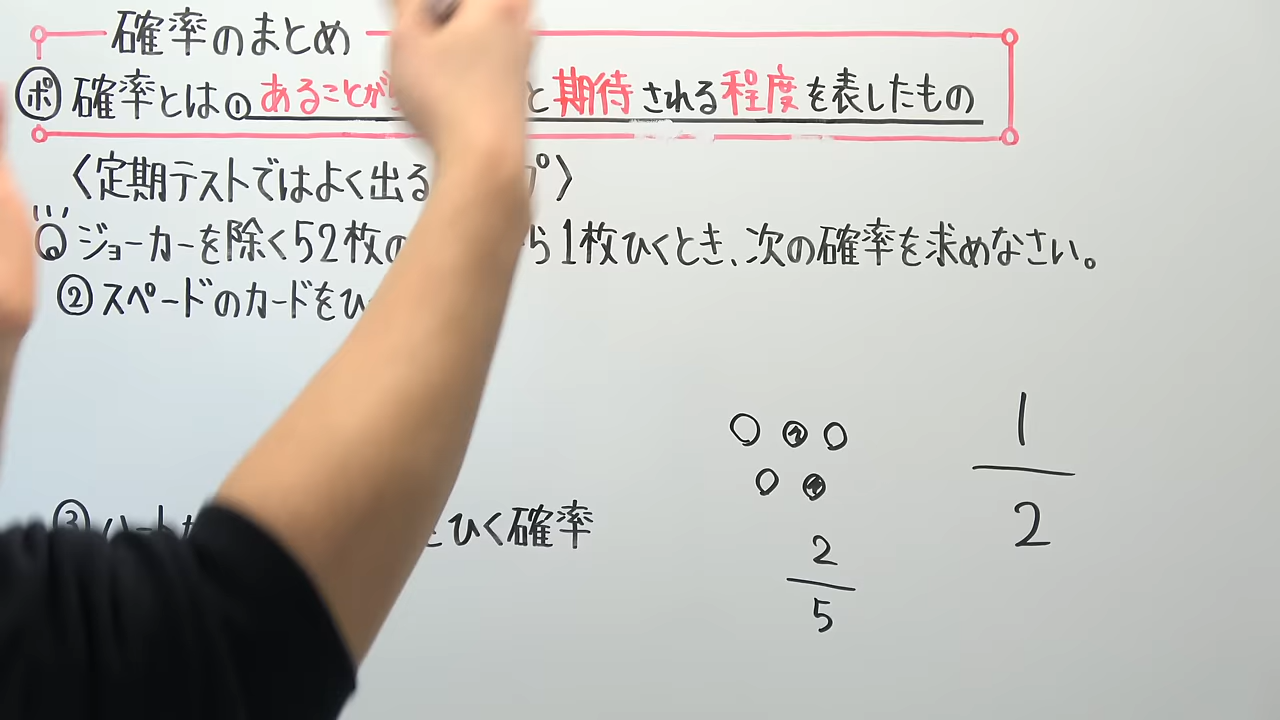 確率のまとめ
ポ 確率とは① あることが と期待される程度を表したもの
〈定期テストではよく出る プ〉
Q ジョーカーを除く52枚の ら1枚ひくとき、次の確率を求めなさい。
②スペードのカードをひ
③ハート をひく確率
2
5
1
2